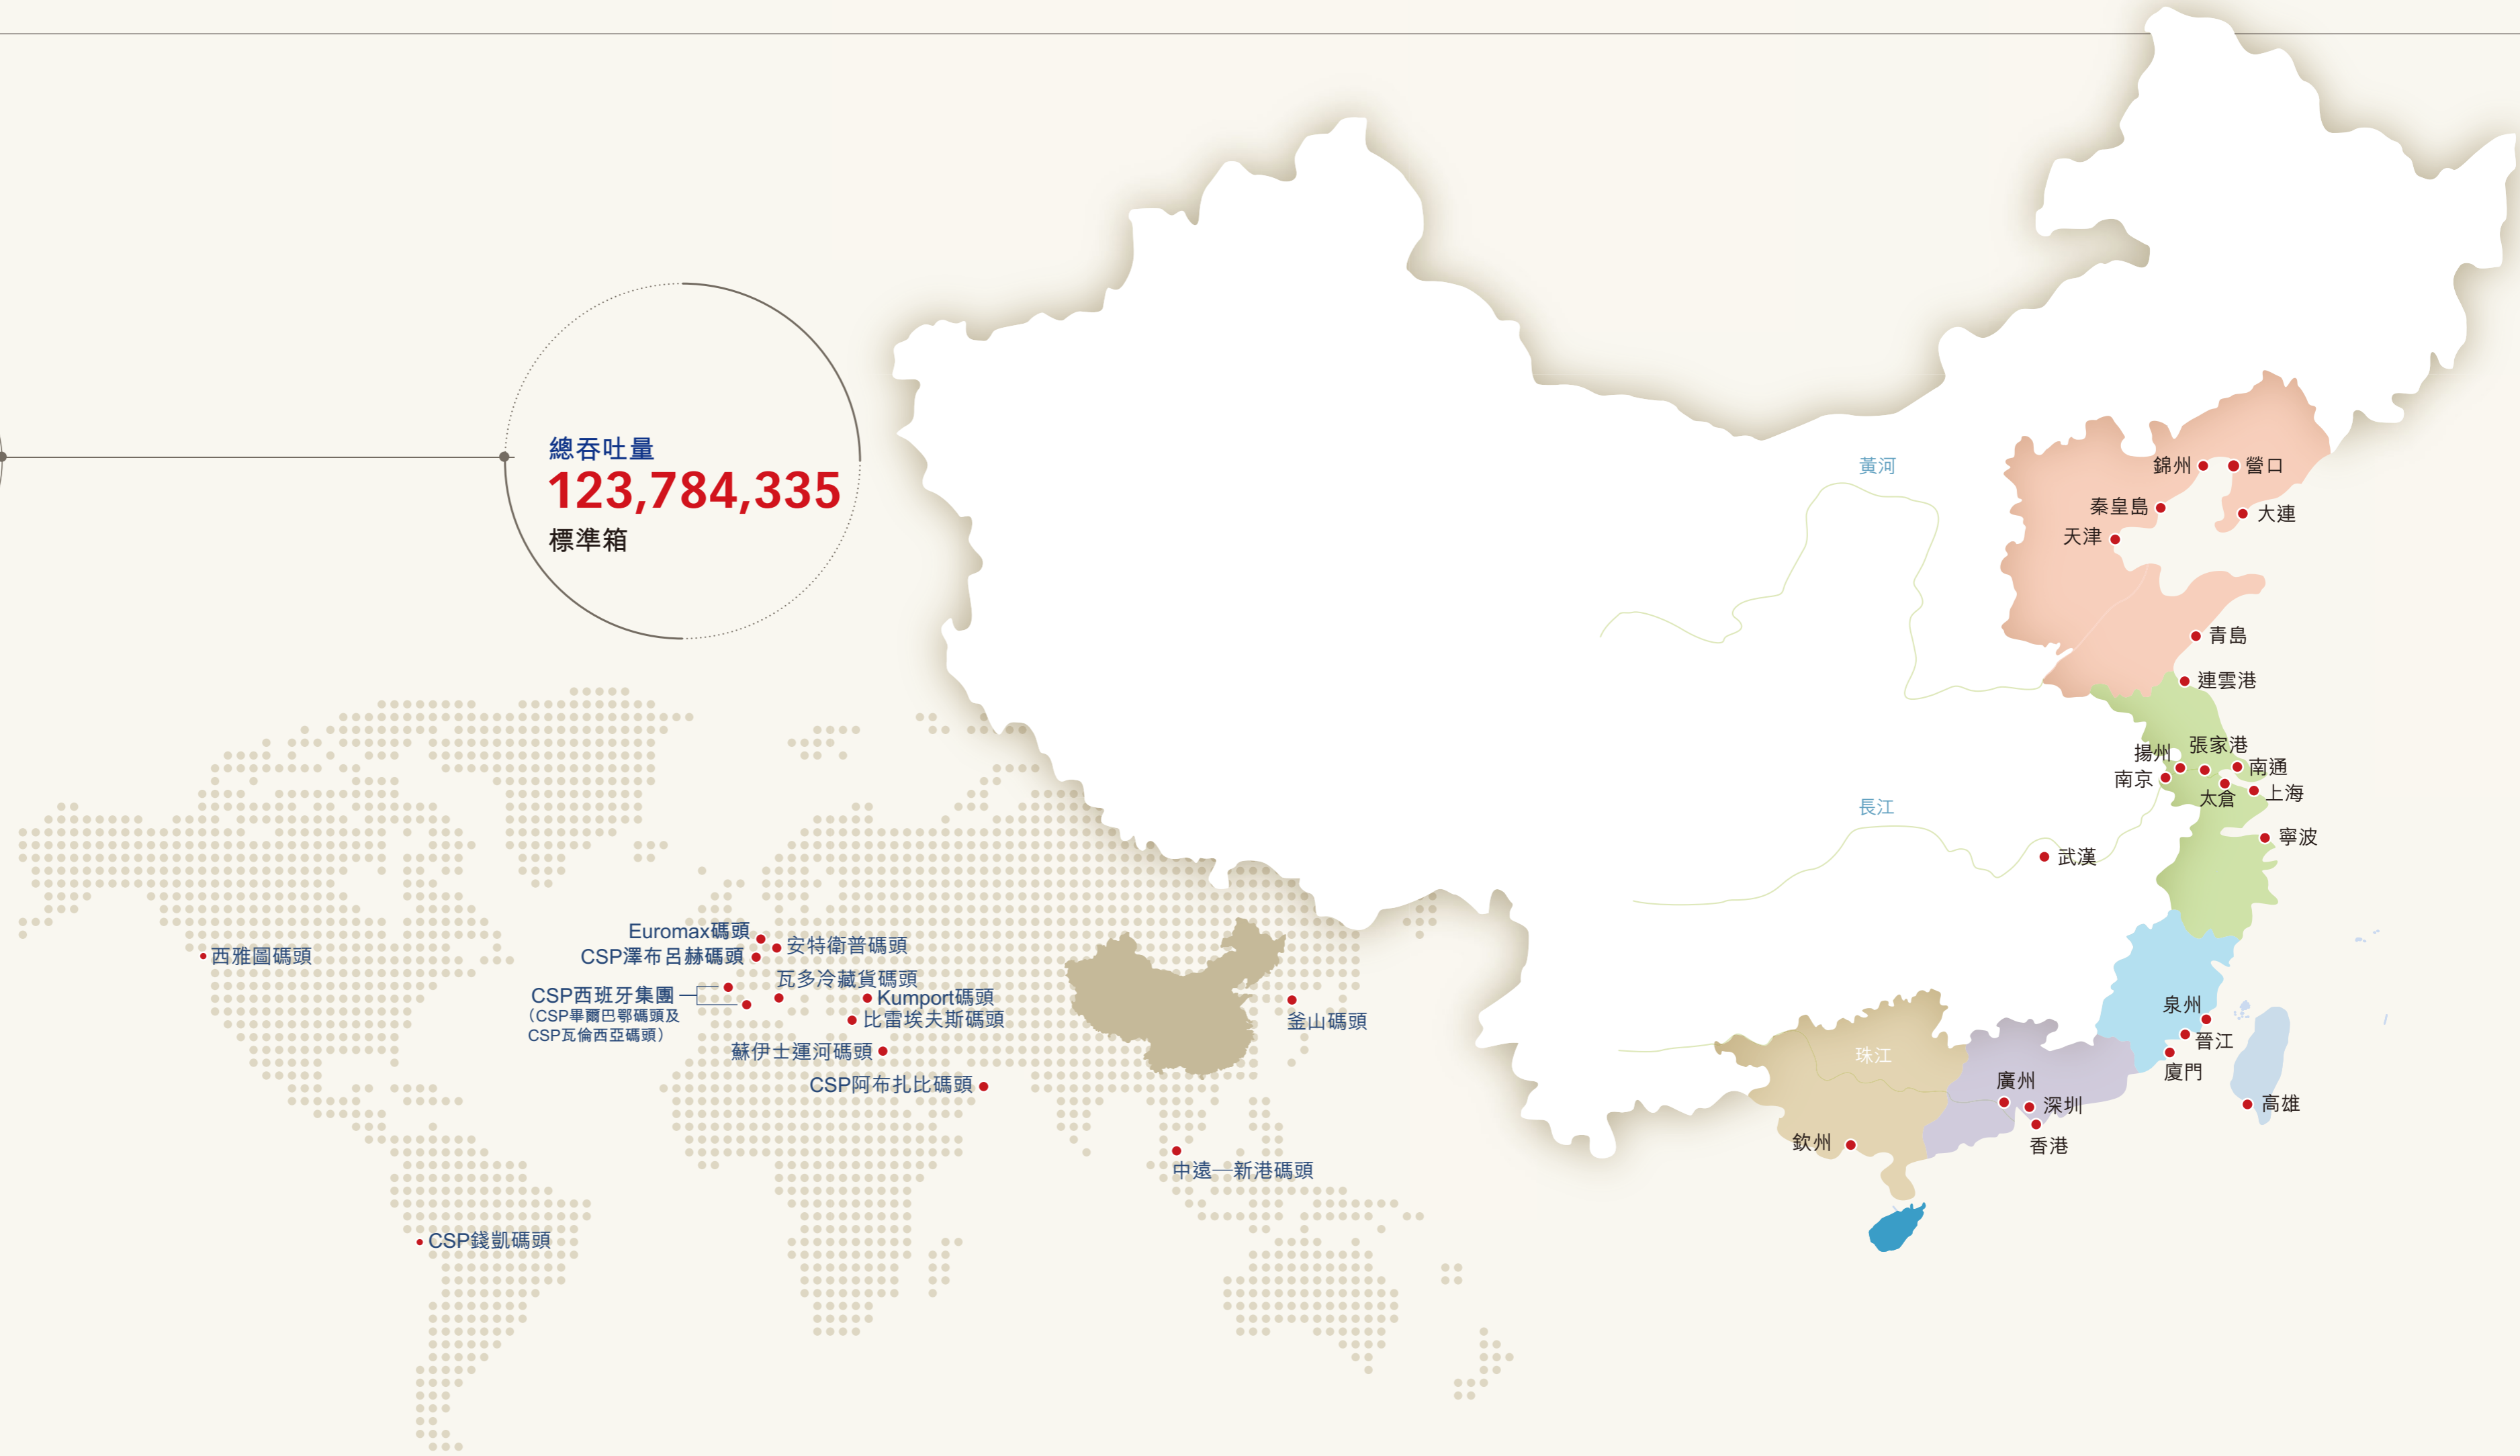 總吞吐量
123,784,335
標準箱
黃河
錦州
營口
秦皇島
大連
天津
青島
連雲港
張家港
揚州
南通
南京
太倉
上海
長江
寧波
武漢
Euromax碼頭
安特衛普碼頭
CSP澤布呂赫碼頭
西雅圖碼頭
瓦多冷藏貨碼頭
CSP西班牙集團
（CSP畢爾巴鄂碼頭及
CSP瓦倫西亞碼頭）
Kumport碼頭
比雷埃夫斯碼頭
釜山碼頭
蘇伊士運河碼頭
CSP阿布扎比碼頭
中遠—新港碼頭
CSP錢凱碼頭
泉州
晉江
廈門
珠江
廣州
深圳
高雄
欽州
香港